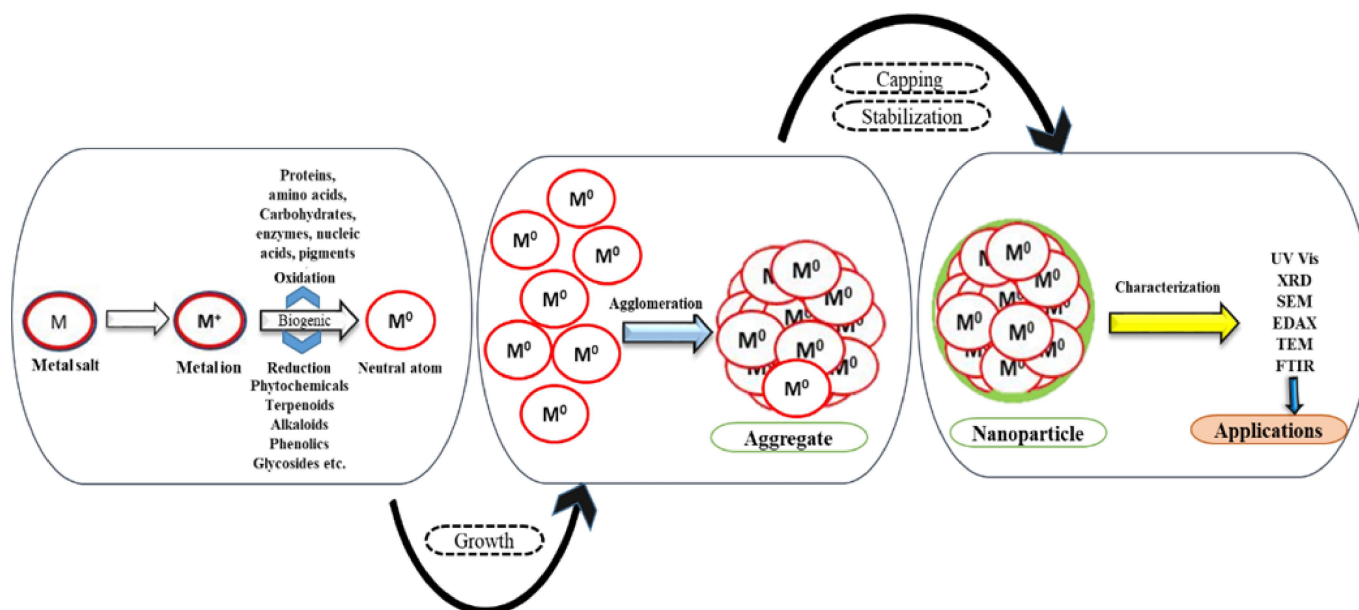 Capping
Stabilization
Proteins,
amino acids,
Carbohydrates,
enzymes, nucleic
acids, pigments
Oxidation
M
M⁺
Biogenic
M⁰
Metal salt
Metal ion
Reduction
Neutral atom
Phytochemicals
Terpenoids
Alkaloids
Phenolics
Glycosides etc.
Growth
M⁰
M⁰
M⁰
M⁰
M⁰
M⁰
M⁰
Agglomeration
M⁰
M⁰
M⁰
M⁰
M⁰
Aggregate
M⁰
M⁰
M⁰
M⁰
M⁰
Nanoparticle
Characterization
UV Vis
XRD
SEM
EDAX
TEM
FTIR
Applications